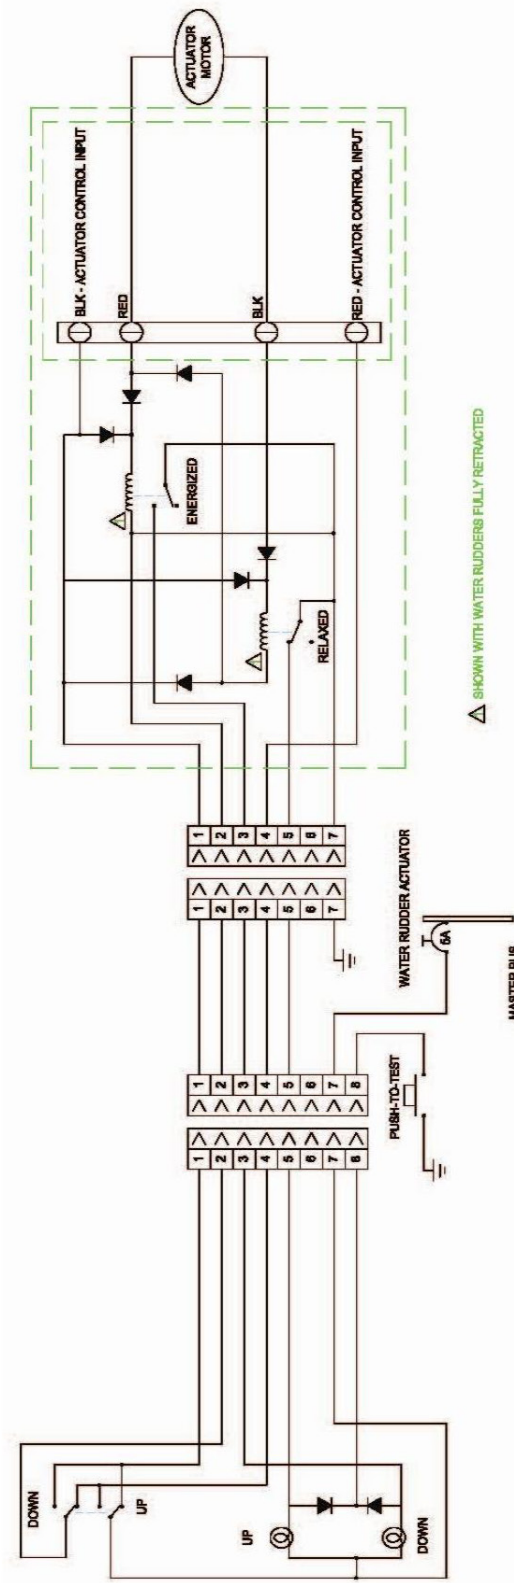 ACTUATOR
MOTOR
BLK - ACTUATOR CONTROL INPUT
RED
BLK
RED - ACTUATOR CONTROL INPUT
ENERGIZED
RELAXED
SHOWN WITH WATER RUDDERS FULLY RETRACTED
1 2 3 4 5 6 7
1 2 3 4 5 6 7
WATER RUDDER ACTUATOR
5A
MASTER BUS
1 2 3 4 5 6 7 8
1 2 3 4 5 6 7 8
PUSH-TO-TEST
DOWN
UP
UP
DOWN